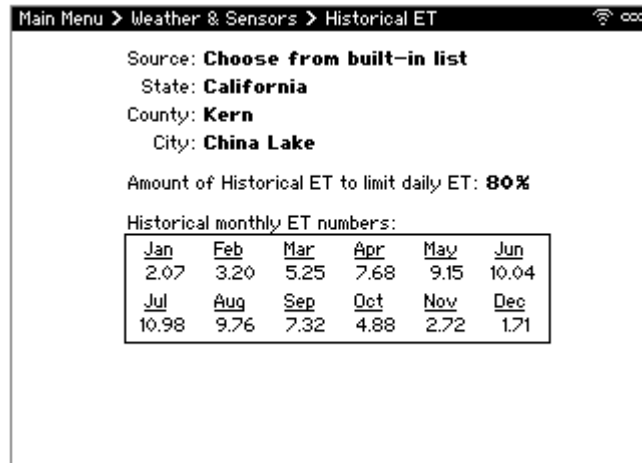 Main Menu > Weather & Sensors > Historical ET
Source: Choose from built-in list
State: California
County: Kern
City: China Lake
Amount of Historical ET to limit daily ET: 80%
Historical monthly ET numbers:
Jan Feb Mar Apr May Jun
2.07 3.20 5.25 7.68 9.15 10.04
Jul Aug Sep Oct Nov Dec
10.98 9.76 7.32 4.88 2.72 1.71